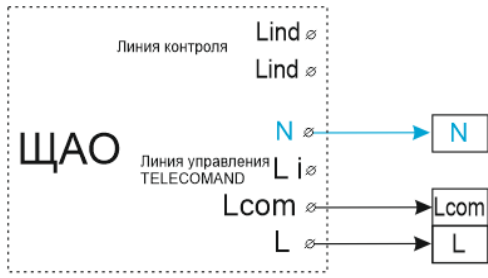 Линия контроля
Lind
Lind
N
N
ЩАО
Линия управления
TELECOMAND
L i
Lcom
Lcom
L
L